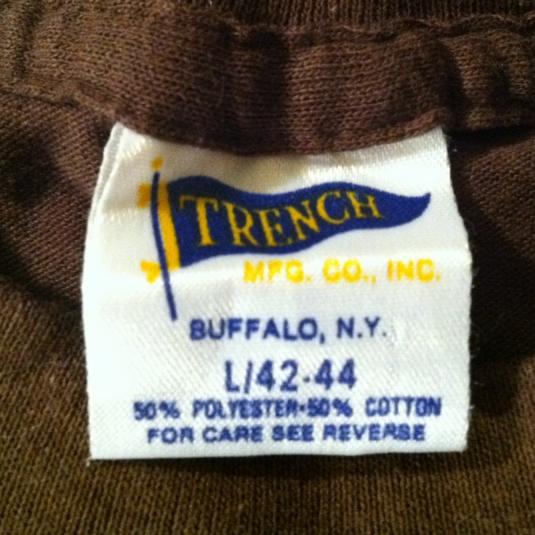 TRENCH
MFG. CO., INC.
BUFFALO, N.Y.
L/42-44
50% POLYESTER•50% COTTON
FOR CARE SEE REVERSE